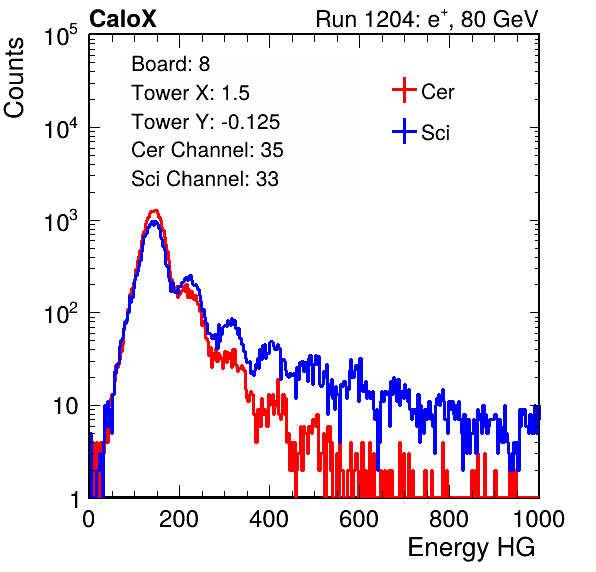 CaloX Run 1204: e⁺, 80 GeV
10⁵
Counts
Board: 8
Tower X: 1.5
Cer
Tower Y: -0.125
10⁴
Sci
Cer Channel: 35
Sci Channel: 33
10³
10²
10
1
0 200 400 600 800 1000
Energy HG